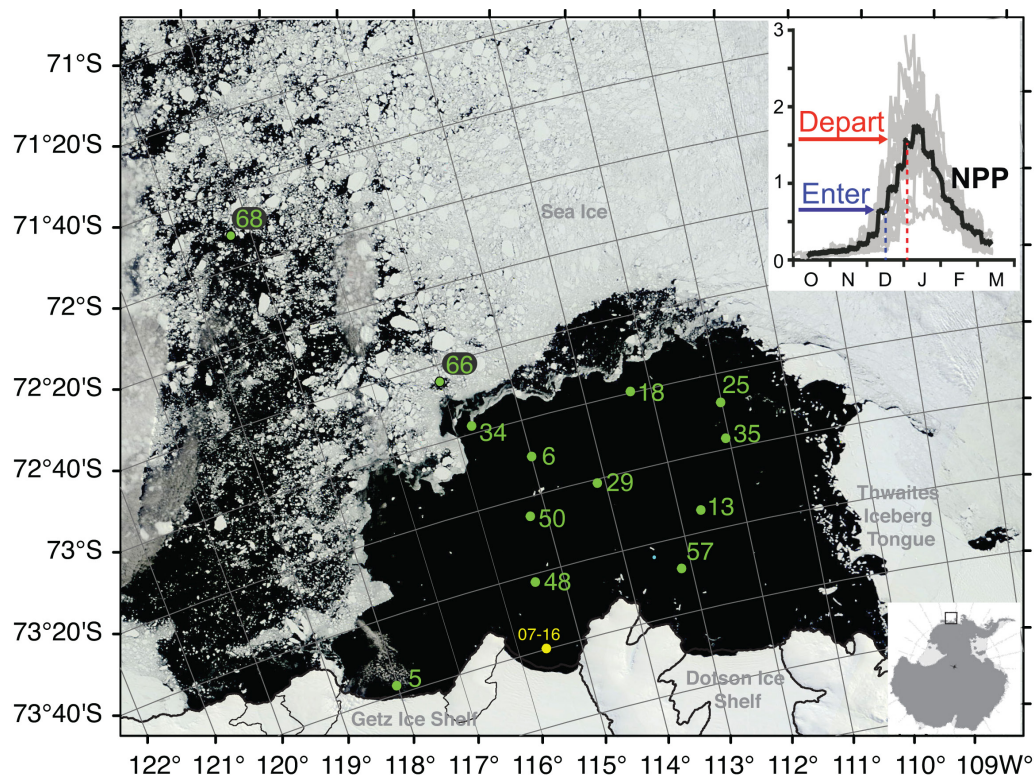 71°S
71°20'S
71°40'S
72°S
72°20'S
72°40'S
73°S
73°20'S
73°40'S
122°
121°
120°
119°
118°
117°
116°
115°
114°
113°
112°
111°
110°
109°W
3
2
1
0
Depart
Enter
NPP
O N D J F M
Sea Ice
68
66
34
18
25
35
6
29
50
13
57
48
07-16
5
Thwaites
Iceberg
Tongue
Dotson Ice
Shelf
Getz Ice Shelf